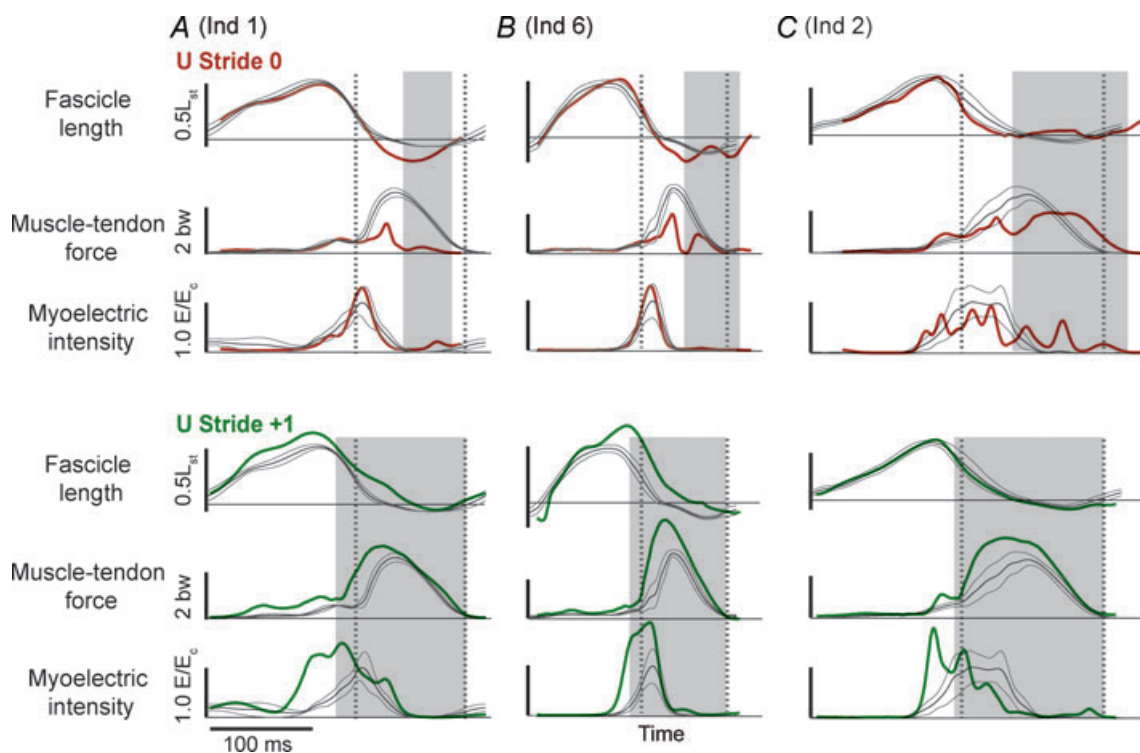 A (Ind 1)
B (Ind 6)
C (Ind 2)
U Stride 0
Fascicle
length
0.5Lst
Muscle-tendon
force
2 bw
Myoelectric
intensity
1.0 E/Ec
U Stride +1
Fascicle
length
0.5Lst
Muscle-tendon
force
2 bw
Myoelectric
intensity
1.0 E/Ec
100 ms
Time